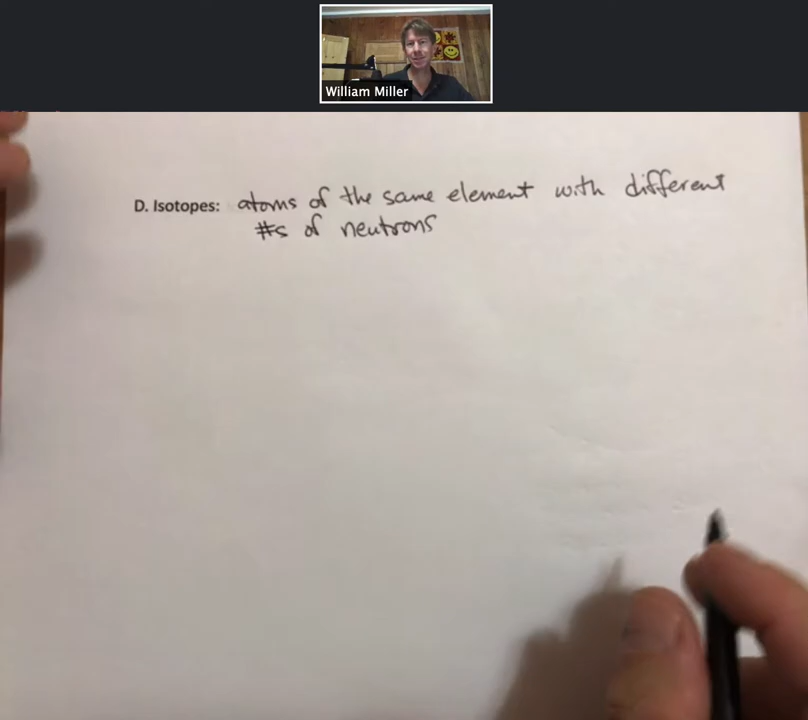 William Miller
D. Isotopes: atoms of the same element with different
#s of neutrons